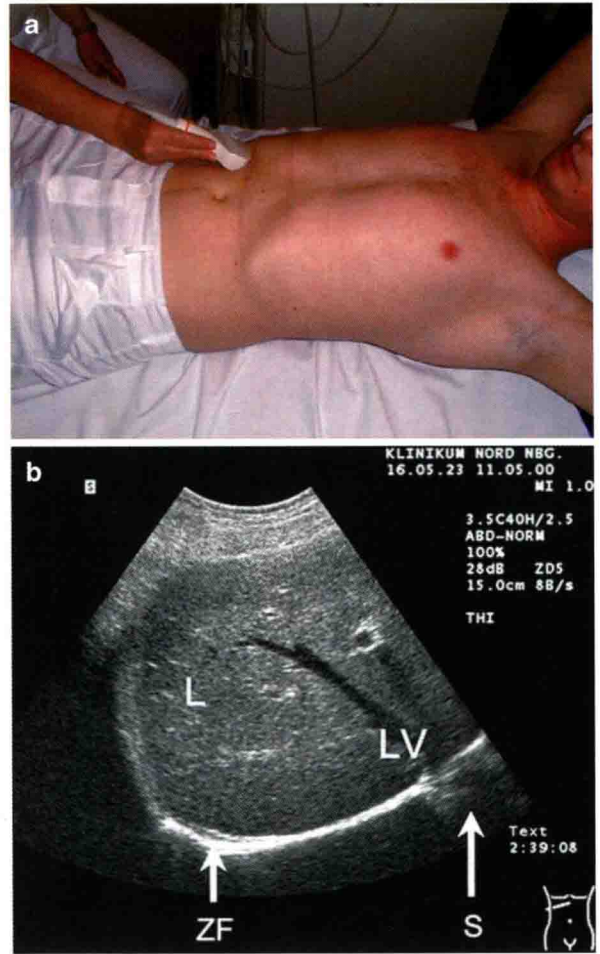 a
b
KLINIKUM NORD NBG.
16.05.23 11.05.00
MI 1.0
3.5C40H/2.5
ABD-NORM
100%
28dB ZD5
15.0cm 8B/s
THI
L
LV
Text
2:39:08
ZF
S